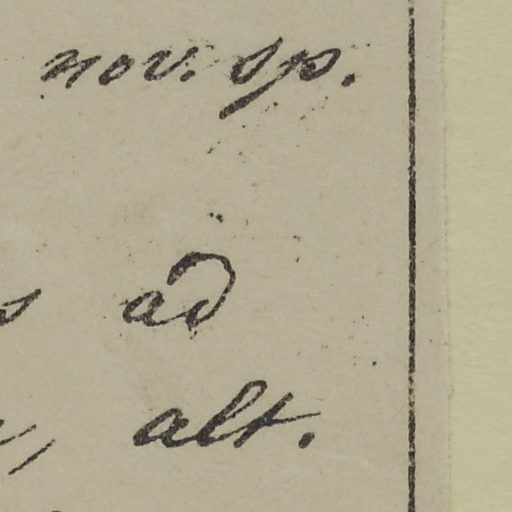 nov. sp.
ad
, alt.